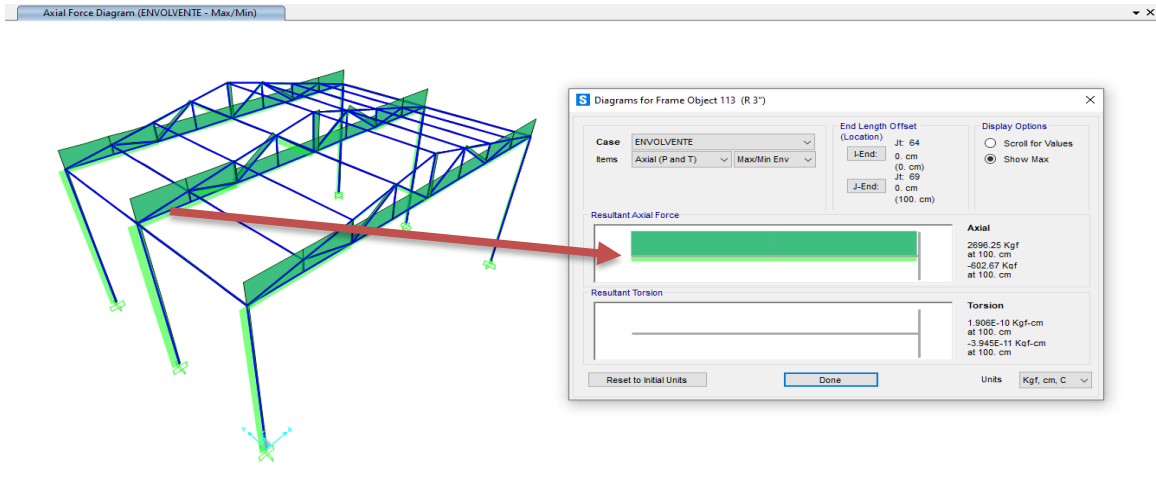 Axial Force Diagram (ENVOLVENTE - Max/Min)
Diagrams for Frame Object 113 (R 3")
Case ENVOLVENTE
Items Axial (P and T) Max/Min Env
End Length Offset
(Location)
I-End:
Jt: 64
0. cm
(0. cm)
J-End:
Jt: 69
0. cm
(100. cm)
Display Options
Scroll for Values
Show Max
Resultant Axial Force
Axial
2696.25 Kgf
at 100. cm
-602.67 Kgf
at 100. cm
Resultant Torsion
Torsion
1.906E-10 Kgf-cm
at 100. cm
-3.945E-11 Kgf-cm
at 100. cm
Reset to Initial Units
Done
Units Kgf, cm, C
Y
X